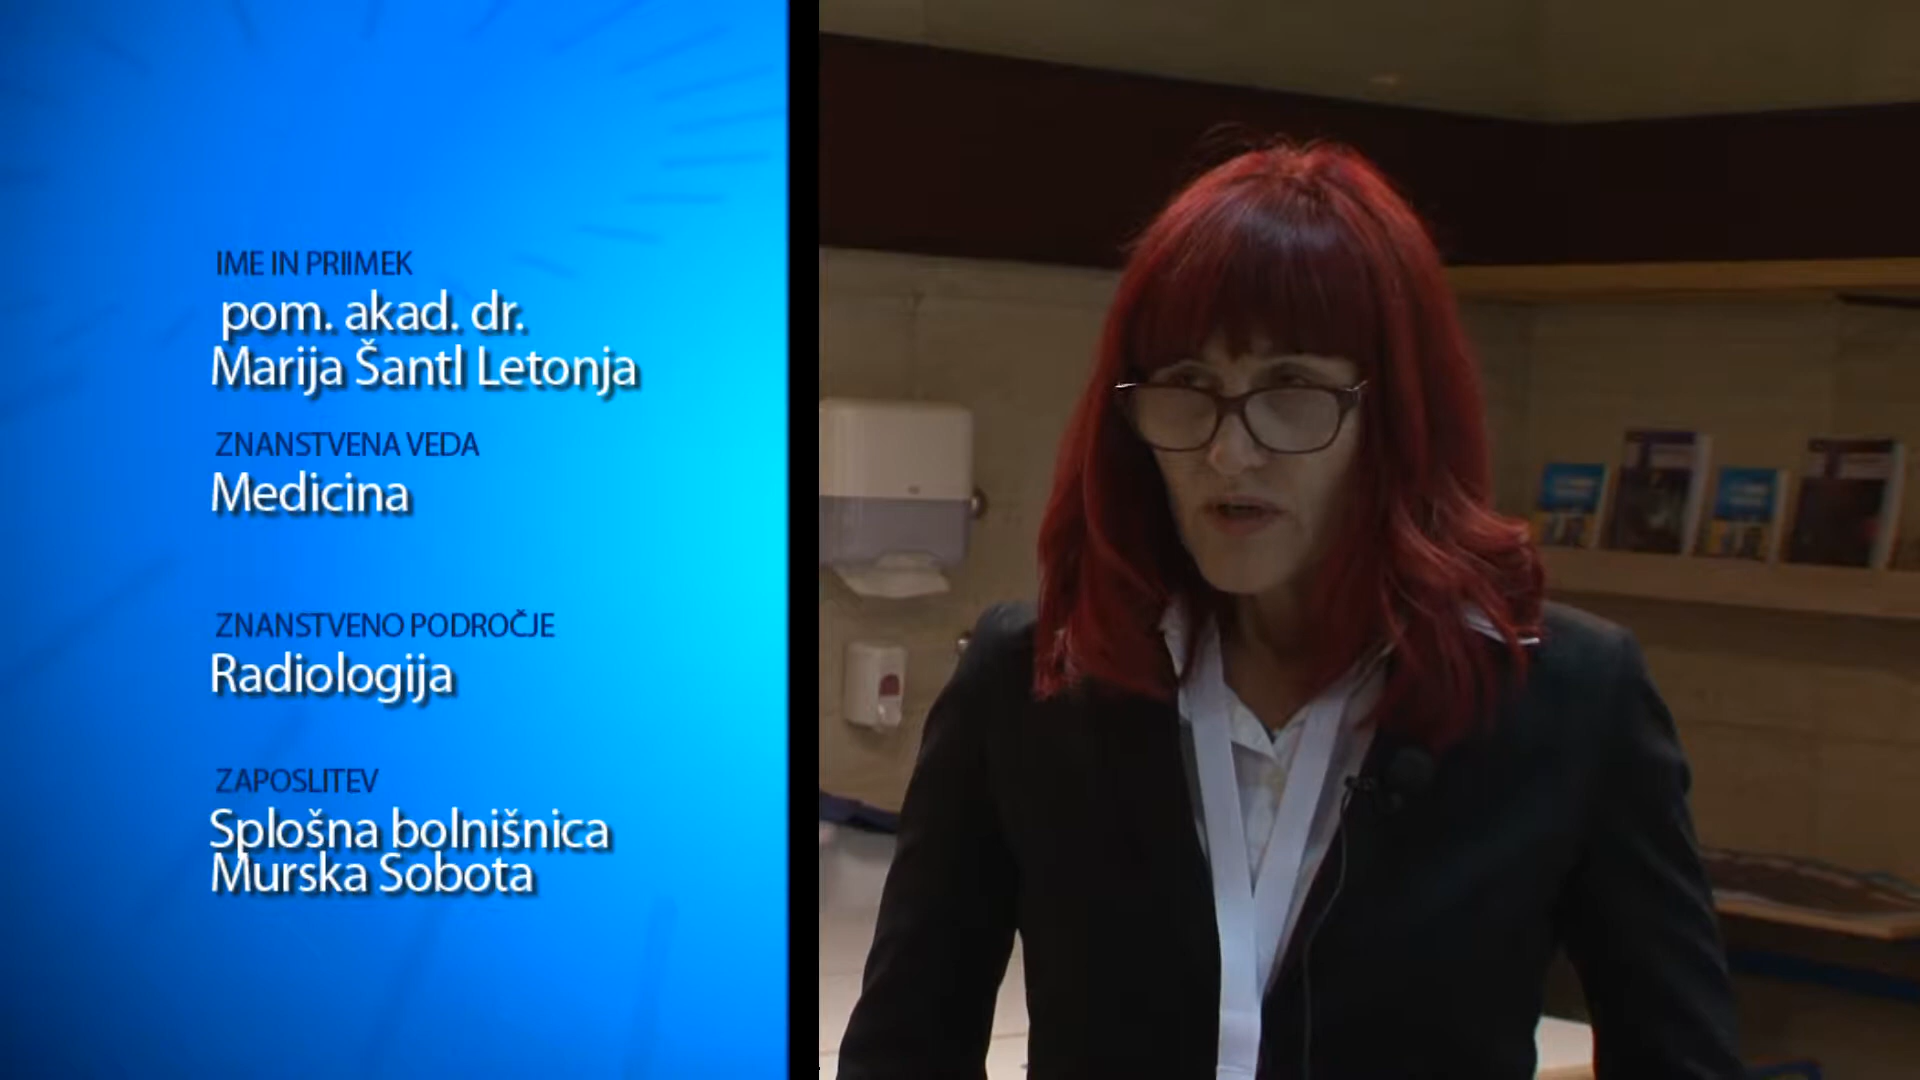 IME IN PRIIMEK
pom. akad. dr.
Marija Šantl Letonja
ZNANSTVENA VEDA
Medicina
ZNANSTVENO PODROČJE
Radiologija
ZAPOSLITEV
Splošna bolnišnica
Murska Sobota